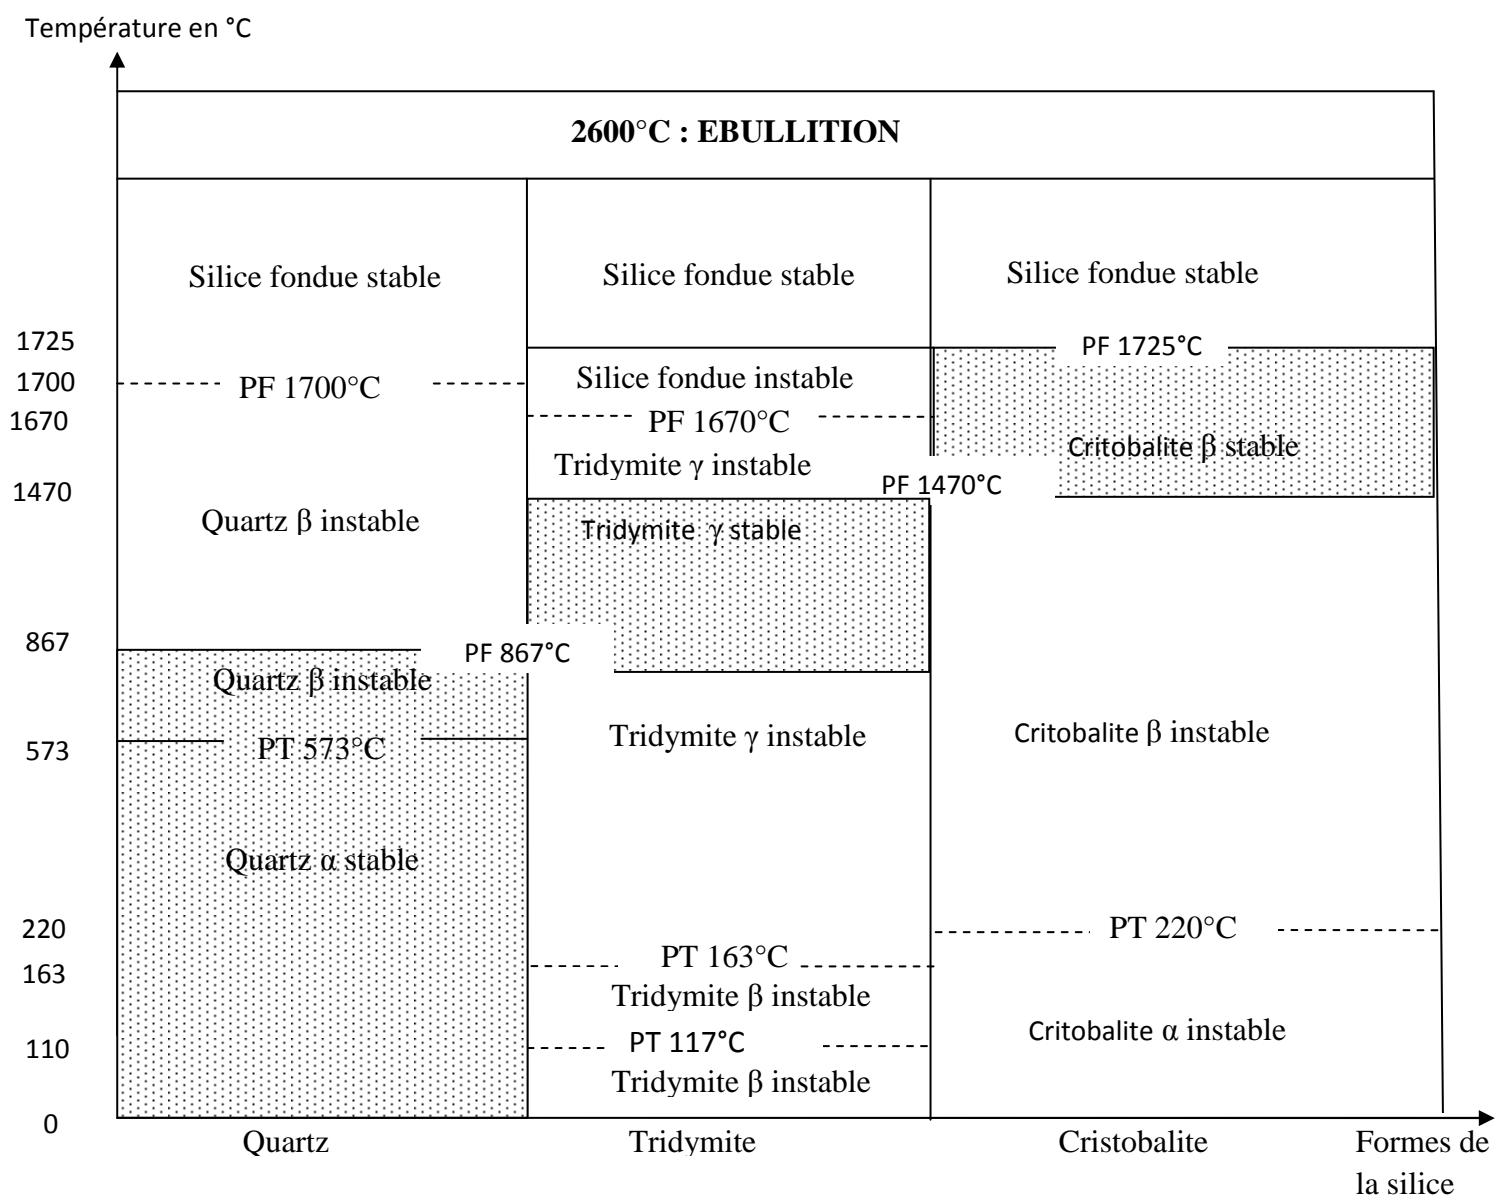 Température en °C
2600°C : EBULLITION
Silice fondue stable
Silice fondue stable
Silice fondue stable
1725
PF 1725°C
1700
PF 1700°C
Silice fondue instable
1670
PF 1670°C
Critobalite β stable
Tridymite γ instable
1470
PF 1470°C
Quartz β instable
Tridymite γ stable
867
PF 867°C
Quartz β instable
Tridymite γ instable
Critobalite β instable
573
PT 573°C
Quartz α stable
220
PT 220°C
163
PT 163°C
Tridymite β instable
Critobalite α instable
110
PT 117°C
Tridymite β instable
0
Quartz
Tridymite
Cristobalite
Formes de
la silice